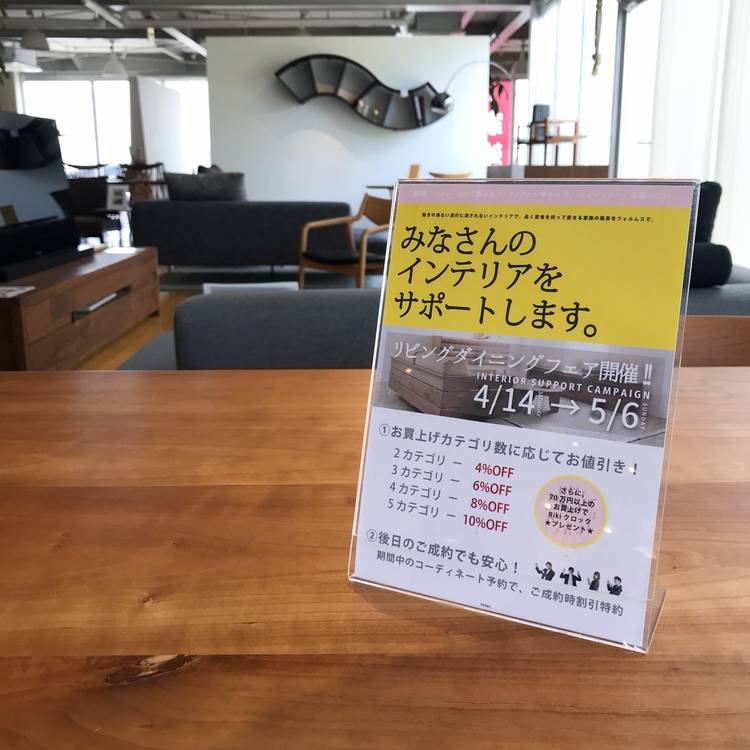 飽きの来ない流行に流されないインテリアで、長く愛着を持って愛せる家族の風景をフォルムスで。
みなさんの
インテリアを
サポートします。
リビングダイニングフェア開催!!
INTERIOR SUPPORT CAMPAIGN
4/14 SATURDAY → 5/6 SUNDAY
①お買上げカテゴリ数に応じてお値引き！
2カテゴリ － 4%OFF
3カテゴリ － 6%OFF
4カテゴリ － 8%OFF
5カテゴリ － 10%OFF
さらに、
70万円以上の
お買上げで
Rikiクロック
★プレゼント★
②後日のご成約でも安心！
期間中のコーディネート予約で、ご成約時割引特約